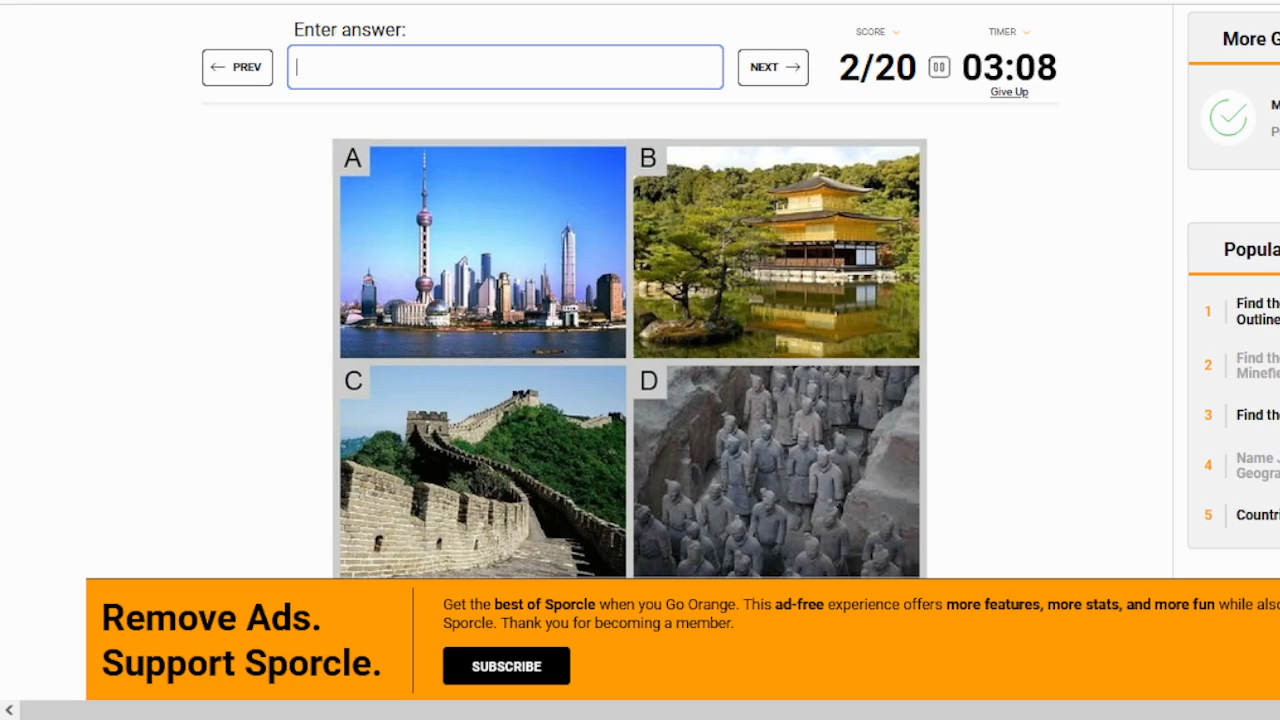 Enter answer:
← PREV
NEXT →
SCORE
2/20
TIMER
03:08
Give Up
A
B
C
D
More G
M
P
Popula
1 Find th
Outline
2 Find th
Minefie
3 Find th
4 Name J
Geogra
5 Countri
Remove Ads.
Support Sporcle.
Get the best of Sporcle when you Go Orange. This ad-free experience offers more features, more stats, and more fun while also
Sporcle. Thank you for becoming a member.
SUBSCRIBE